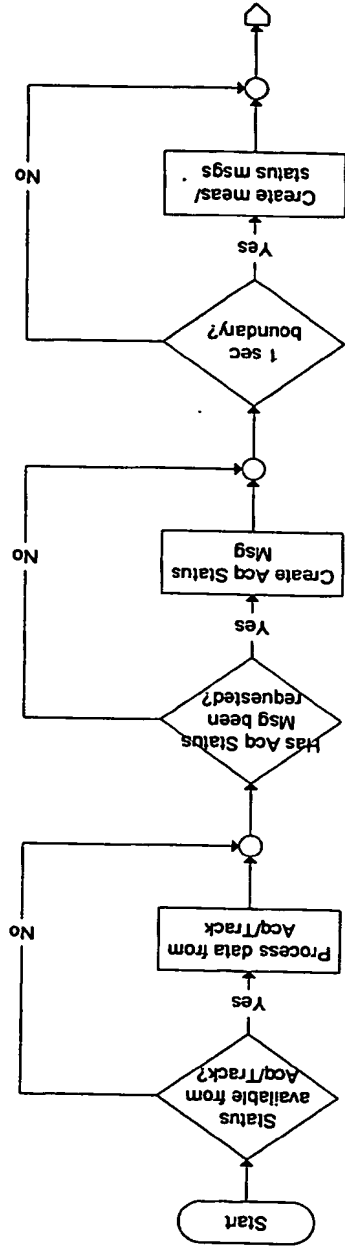 Start
Status
available from
Acq/Track?
Yes
No
Process data from
Acq/Track
Has Acq Status
Msg been
requested?
Yes
No
Create Acq Status
Msg
1 sec
boundary?
Yes
No
Create meas/
status msgs